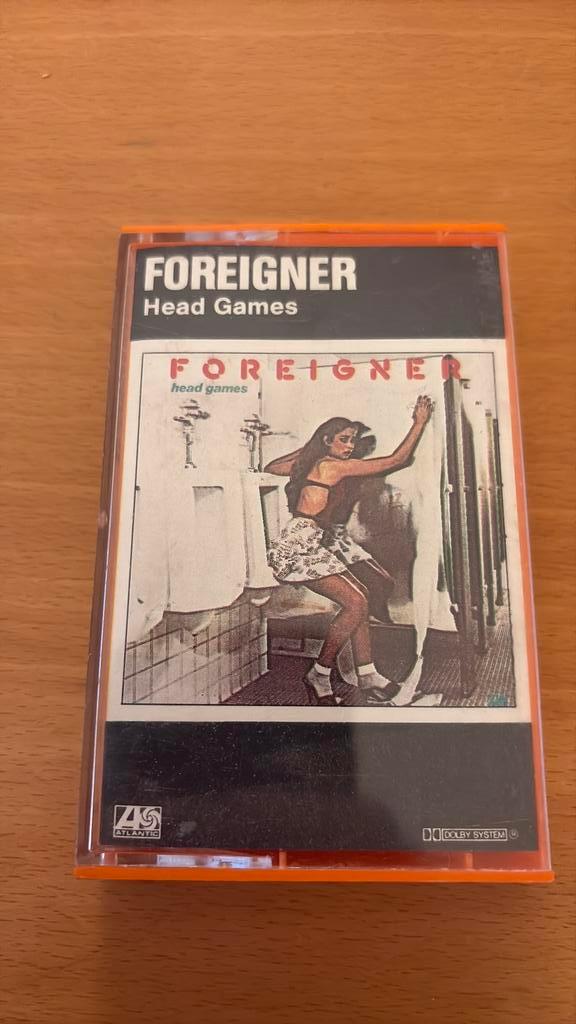 FOREIGNER
Head Games
FOREIGNER
head games
ATLANTIC
DOLBY SYSTEM